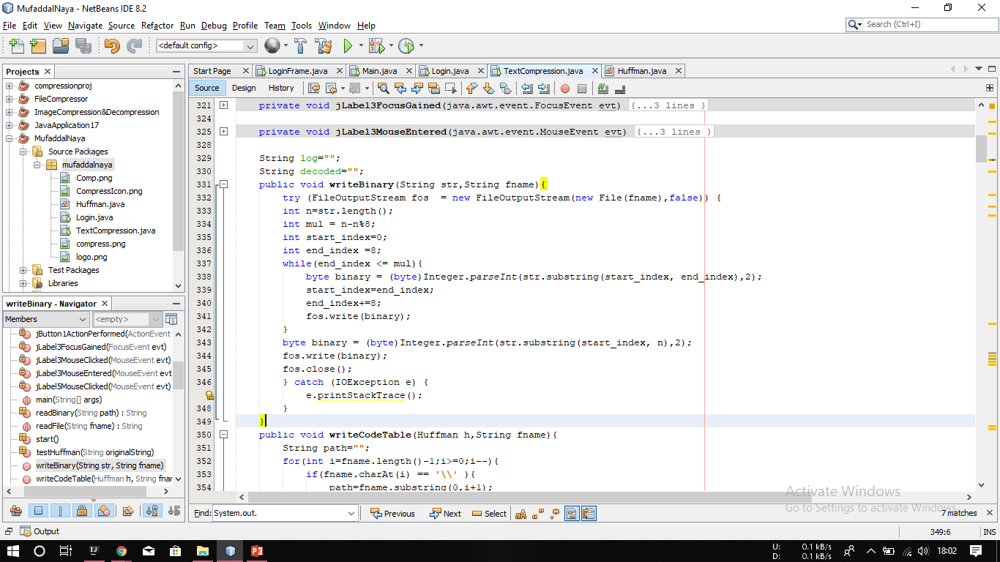 MufaddalNaya - NetBeans IDE 8.2
File Edit View Navigate Source Refactor Run Debug Profile Team Tools Window Help
Search (Ctrl+I)
<default config>
Projects
compressionproj
FileCompressor
ImageCompression&Decompression
JavaApplication17
MufaddalNaya
Source Packages
mufaddalnaya
Comp.png
CompressIcon.png
Huffman.java
Login.java
TextCompression.java
compress.png
logo.png
Test Packages
Libraries
writeBinary - Navigator
Members <empty>
jButton1ActionPerformed(ActionEvent
jLabel3FocusGained(FocusEvent evt)
jLabel3MouseClicked(MouseEvent evt)
jLabel3MouseEntered(MouseEvent evt
jLabel5MouseClicked(MouseEvent evt)
main(String[] args)
readBinary(String path) : String
readFile(String fname) : String
start()
testHuffman(String originalString)
writeBinary(String str, String fname)
writeCodeTable(Huffman h, String fnar
Start Page LoginFrame.java Main.java Login.java TextCompression.java Huffman.java
Source Design History
321 private void jLabel3FocusGained(java.awt.event.FocusEvent evt) {...3 lines }
324
325 private void jLabel3MouseEntered(java.awt.event.MouseEvent evt) {...3 lines }
328
329 String log="";
330 String decoded="";
331 public void writeBinary(String str,String fname){
332 try (FileOutputStream fos  = new FileOutputStream(new File(fname),false)) {
333 int n=str.length();
334 int mul = n-n%8;
335 int start_index=0;
336 int end_index =8;
337 while(end_index <= mul){
338 byte binary = (byte)Integer.parseInt(str.substring(start_index, end_index),2);
339 start_index=end_index;
340 end_index+=8;
341 fos.write(binary);
342 }
343 byte binary = (byte)Integer.parseInt(str.substring(start_index, n),2);
344 fos.write(binary);
345 fos.close();
346 } catch (IOException e) {
e.printStackTrace();
348 }
349 }
350 public void writeCodeTable(Huffman h,String fname){
351 String path="";
352 for(int i=fname.length()-1;i>=0;i--){
353 if(fname.charAt(i) == '\\' ){
354 path=fname.substring(0,i+1);
Activate Windows
Go to Settings to activate Windows.
Find: System.out. Previous Next Select 7 matches
Output
349:6 INS
U: 0.1 kB/s
D: 0.1 kB/s
18:02